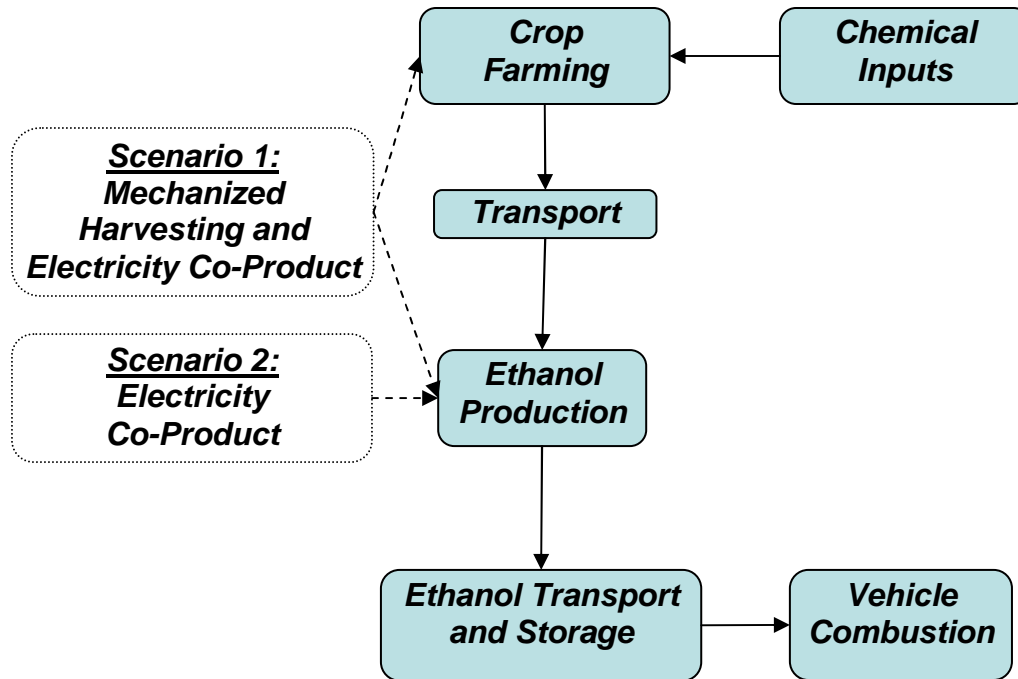 Crop
Farming
Chemical
Inputs
Scenario 1:
Mechanized
Harvesting and
Electricity Co-Product
Transport
Scenario 2:
Electricity
Co-Product
Ethanol
Production
Ethanol Transport
and Storage
Vehicle
Combustion